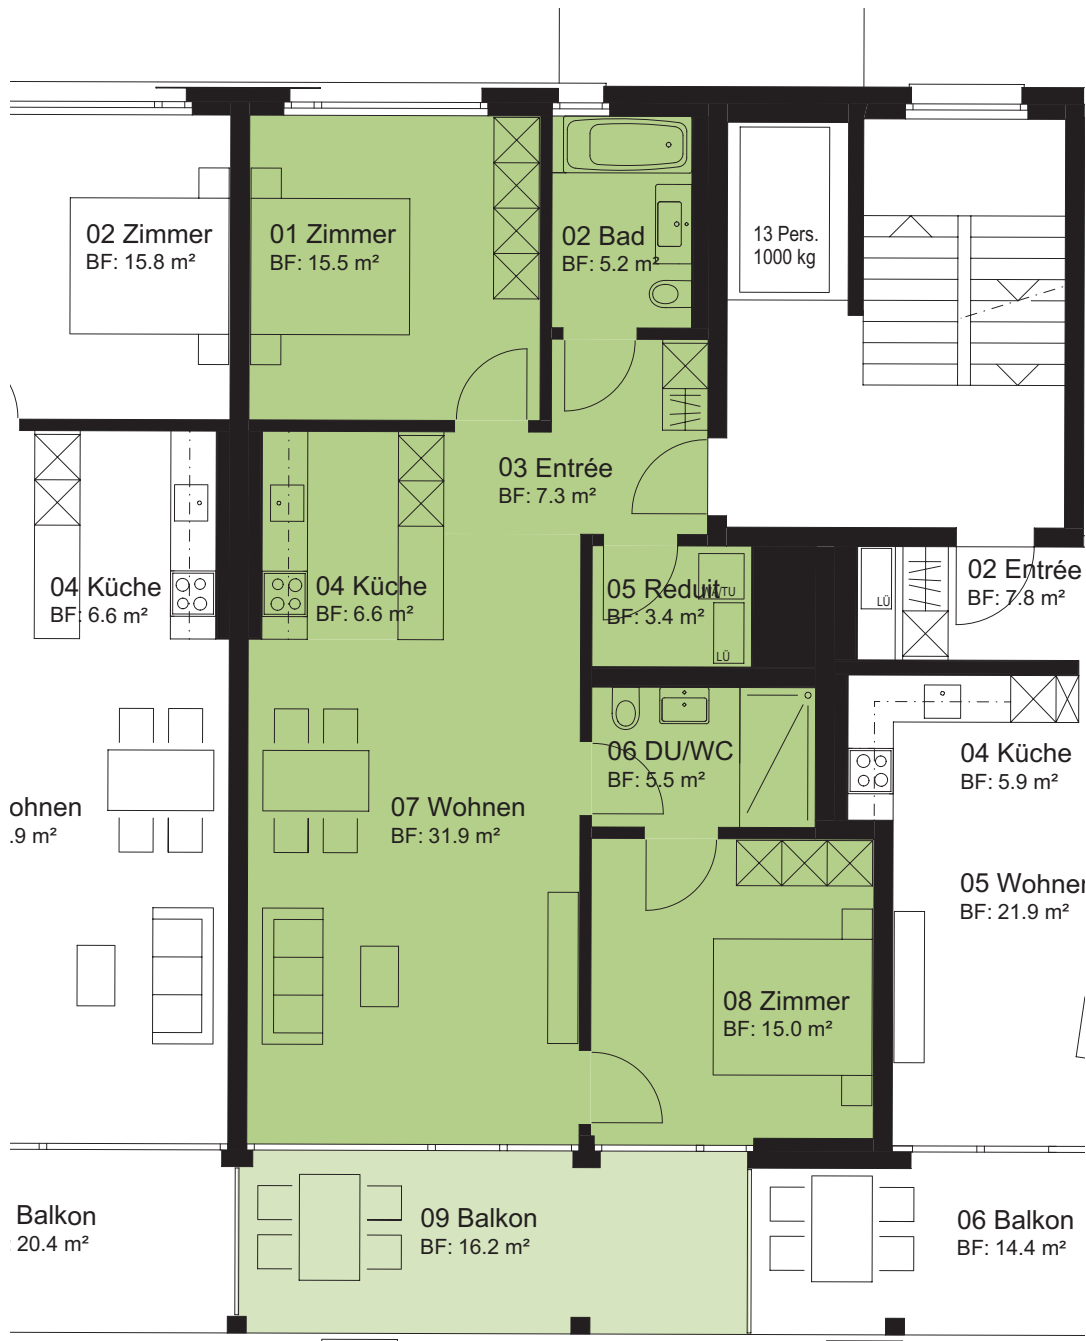 02 Zimmer
BF: 15.8 m²
01 Zimmer
BF: 15.5 m²
02 Bad
BF: 5.2 m²
13 Pers.
1000 kg
03 Entrée
BF: 7.3 m²
04 Küche
BF: 6.6 m²
04 Küche
BF: 6.6 m²
05 Reduit
WA/TU
BF: 3.4 m²
LÜ
LÜ
02 Entrée
BF: 7.8 m²
06 DU/WC
BF: 5.5 m²
04 Küche
BF: 5.9 m²
ohnen
.9 m²
07 Wohnen
BF: 31.9 m²
05 Wohnen
BF: 21.9 m²
08 Zimmer
BF: 15.0 m²
Balkon
: 20.4 m²
09 Balkon
BF: 16.2 m²
06 Balkon
BF: 14.4 m²